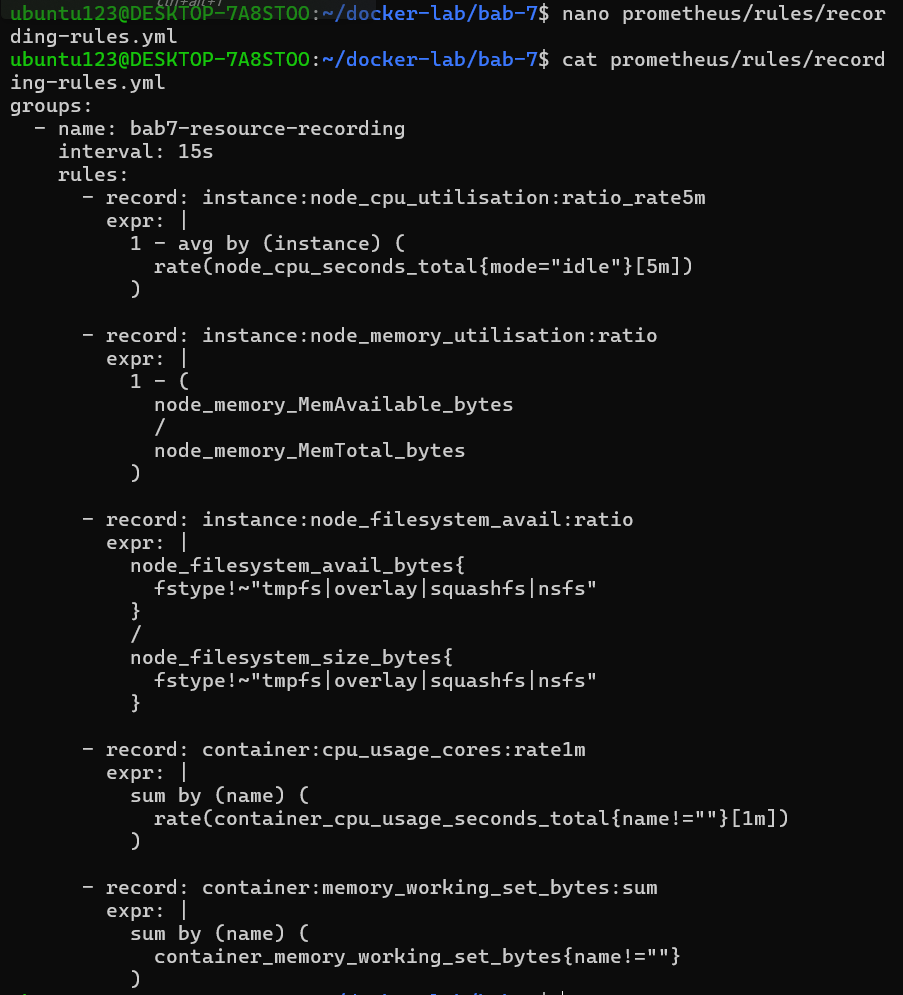 ubuntu123@DESKTOP-7A8STOO:~/docker-lab/bab-7$ nano prometheus/rules/recor
ding-rules.yml
ubuntu123@DESKTOP-7A8STOO:~/docker-lab/bab-7$ cat prometheus/rules/record
ing-rules.yml
groups:
  - name: bab7-resource-recording
    interval: 15s
    rules:
      - record: instance:node_cpu_utilisation:ratio_rate5m
        expr: |
          1 - avg by (instance) (
            rate(node_cpu_seconds_total{mode="idle"}[5m])
          )

      - record: instance:node_memory_utilisation:ratio
        expr: |
          1 - (
            node_memory_MemAvailable_bytes
            /
            node_memory_MemTotal_bytes
          )

      - record: instance:node_filesystem_avail:ratio
        expr: |
          node_filesystem_avail_bytes{
            fstype!~"tmpfs|overlay|squashfs|nsfs"
          }
          /
          node_filesystem_size_bytes{
            fstype!~"tmpfs|overlay|squashfs|nsfs"
          }

      - record: container:cpu_usage_cores:rate1m
        expr: |
          sum by (name) (
            rate(container_cpu_usage_seconds_total{name!=""}[1m])
          )

      - record: container:memory_working_set_bytes:sum
        expr: |
          sum by (name) (
            container_memory_working_set_bytes{name!=""}
          )